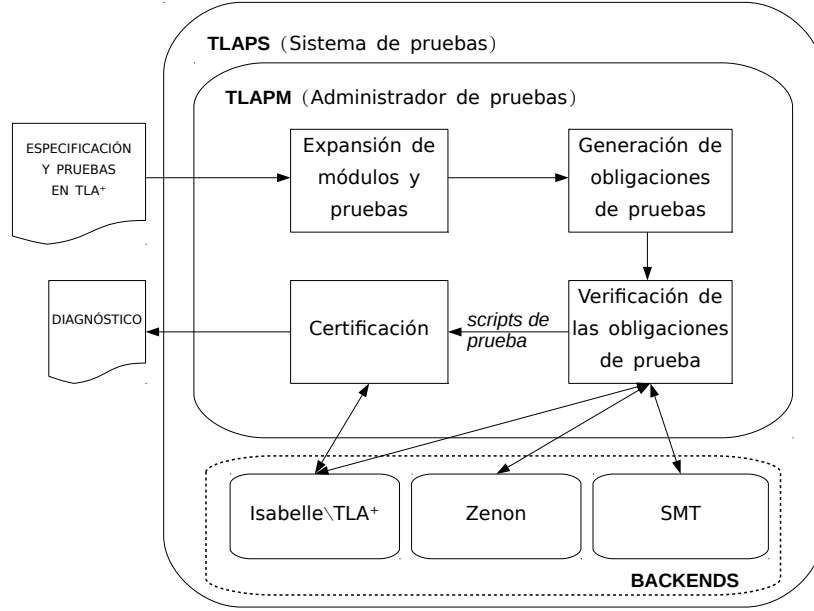 TLAPS (Sistema de pruebas)
TLAPM (Administrador de pruebas)
ESPECIFICACIÓN
Y PRUEBAS
EN TLA⁺
Expansión de
módulos y
pruebas
Generación de
obligaciones
de pruebas
DIAGNÓSTICO
Certificación
scripts de
prueba
Verificación de
las obligaciones
de prueba
Isabelle\TLA⁺
Zenon
SMT
BACKENDS